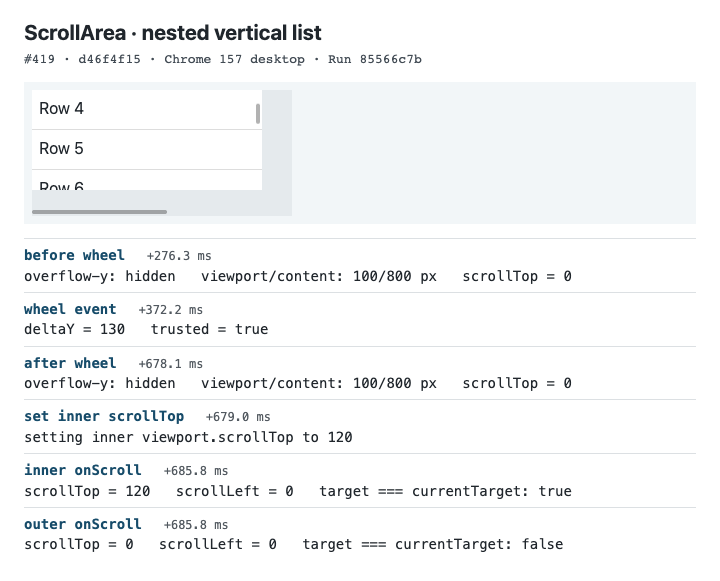 ScrollArea · nested vertical list
#419 · d46f4f15 · Chrome 157 desktop · Run 85566c7b
Row 4
Row 5
Row 6
before wheel +276.3 ms
overflow-y: hidden viewport/content: 100/800 px scrollTop = 0
wheel event +372.2 ms
deltaY = 130 trusted = true
after wheel +678.1 ms
overflow-y: hidden viewport/content: 100/800 px scrollTop = 0
set inner scrollTop +679.0 ms
setting inner viewport.scrollTop to 120
inner onScroll +685.8 ms
scrollTop = 120 scrollLeft = 0 target === currentTarget: true
outer onScroll +685.8 ms
scrollTop = 0 scrollLeft = 0 target === currentTarget: false